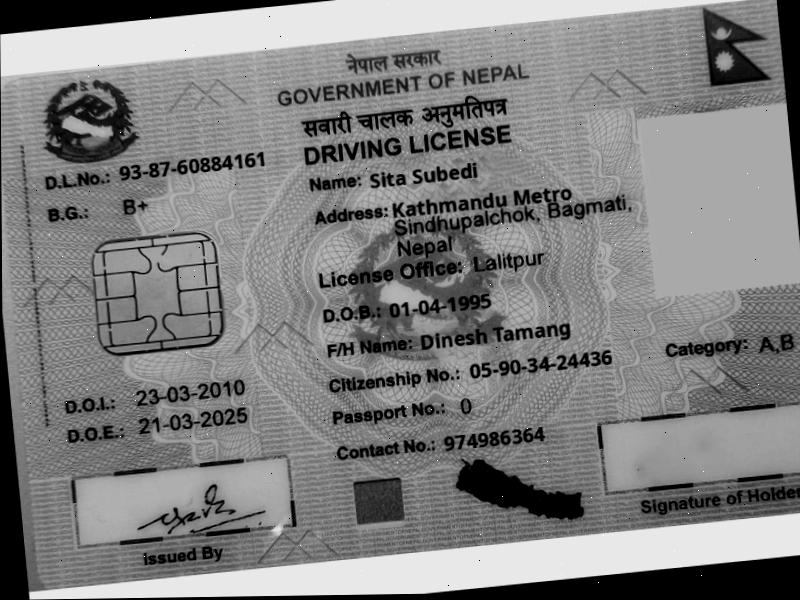 नेपाल सरकार
GOVERNMENT OF NEPAL
सवारी चालक अनुमतिपत्र
DRIVING LICENSE
D.L.No.: 93-87-60884161
B.G.: B+
Name: Sita Subedi
Address: Kathmandu Metro
Sindhupalchok, Bagmati,
Nepal
License Office: Lalitpur
D.O.B.: 01-04-1995
F/H Name: Dinesh Tamang
Citizenship No.: 05-90-34-24436
Category: A,B
Passport No.: 0
Contact No.: 974986364
D.O.I.: 23-03-2010
D.O.E.: 21-03-2025
Issued By
Signature of Holder